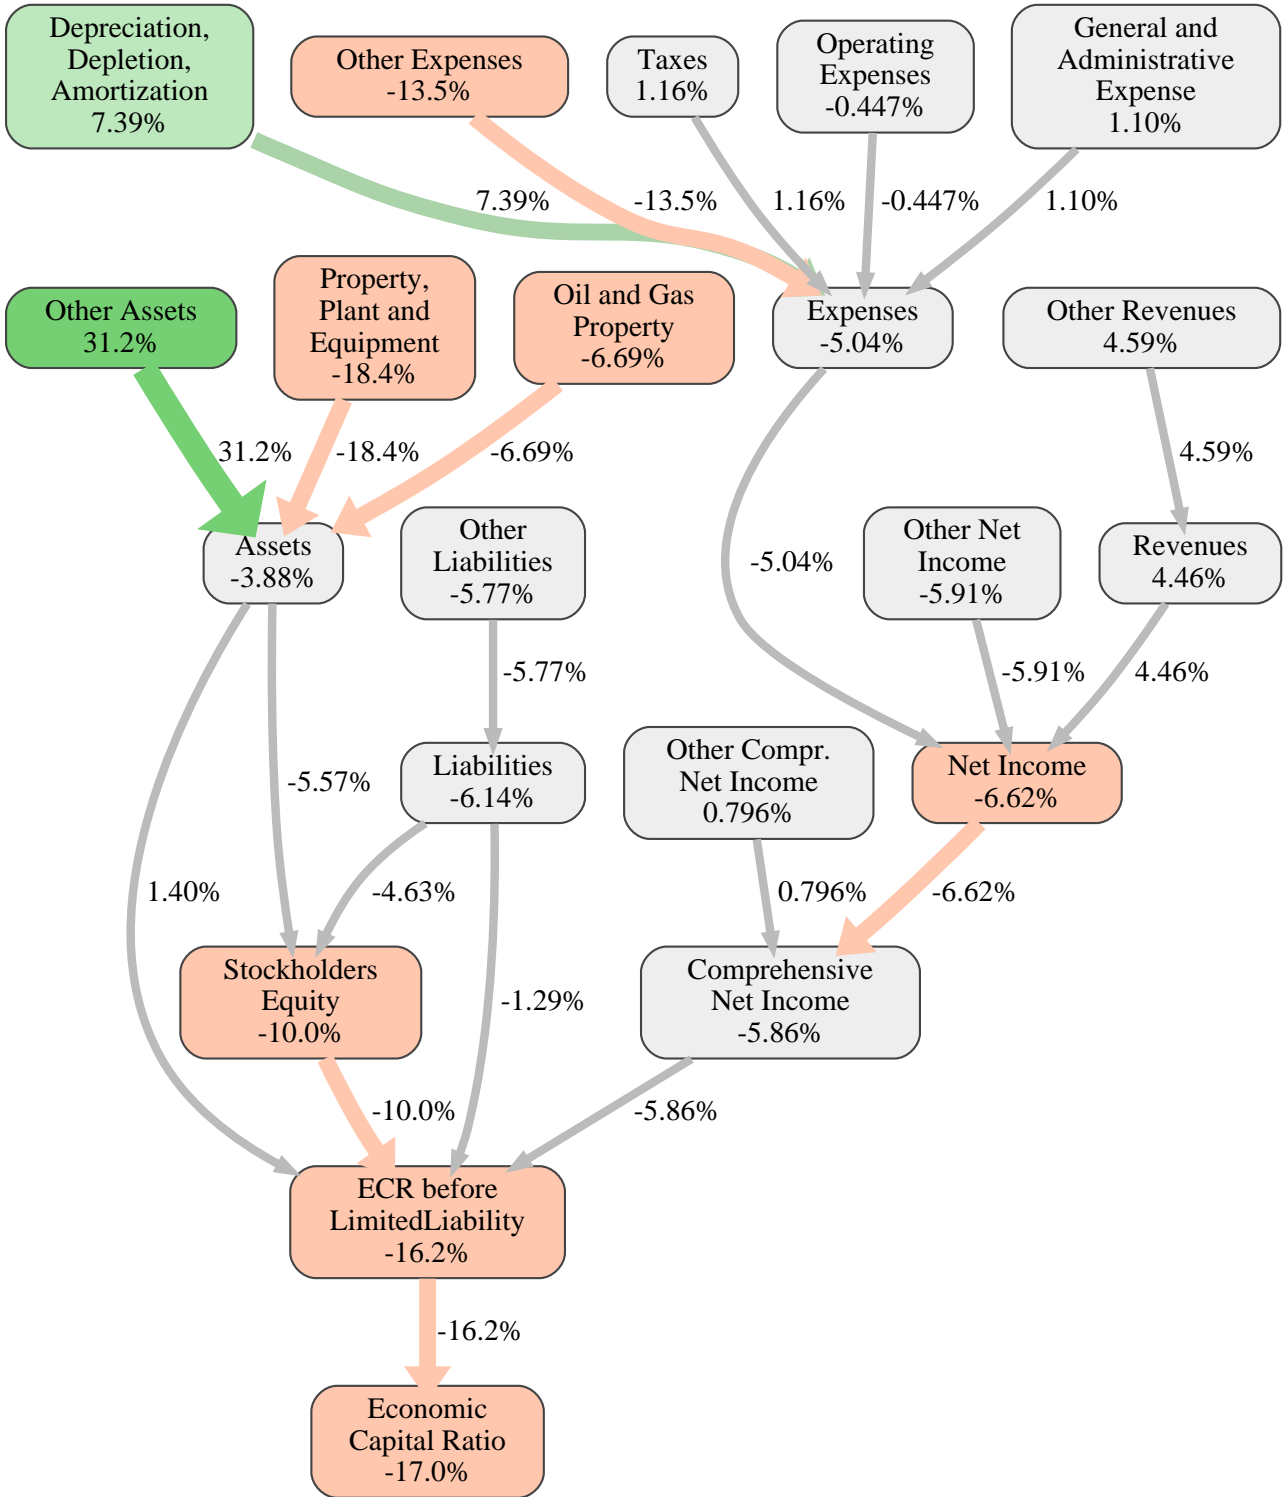 Depreciation,
Depletion,
Amortization
7.39%
Other Expenses
-13.5%
Taxes
1.16%
Operating
Expenses
-0.447%
General and
Administrative
Expense
1.10%
7.39%
-13.5%
1.16%
-0.447%
1.10%
Other Assets
31.2%
Property,
Plant and
Equipment
-18.4%
Oil and Gas
Property
-6.69%
Expenses
-5.04%
Other Revenues
4.59%
31.2%
-18.4%
-6.69%
4.59%
Assets
-3.88%
Other
Liabilities
-5.77%
-5.04%
Other Net
Income
-5.91%
Revenues
4.46%
-5.77%
-5.91%
4.46%
-5.57%
Liabilities
-6.14%
Other Compr.
Net Income
0.796%
Net Income
-6.62%
1.40%
-4.63%
0.796%
-6.62%
Stockholders
Equity
-10.0%
-1.29%
Comprehensive
Net Income
-5.86%
-10.0%
-5.86%
ECR before
LimitedLiability
-16.2%
-16.2%
Economic
Capital Ratio
-17.0%